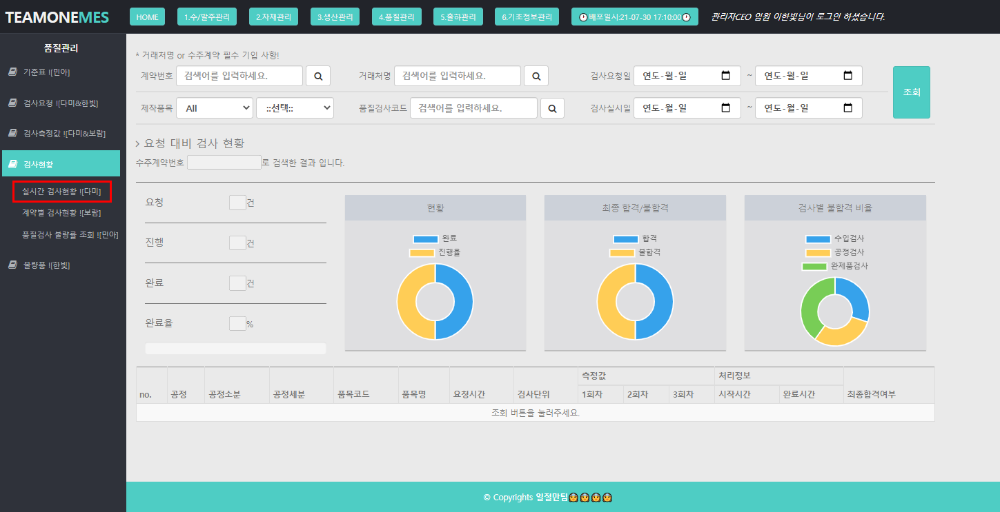 TEAMONEMES HOME 1.수/발주관리 2.자재관리 3.생산관리 4.품질관리 5.출하관리 6.기초정보관리 🕛배포일시:21-07-30 17:10:00🕛 관리자CEO 임원 이한빛님이 로그인 하셨습니다.
품질관리
기준표 ![민아]
검사요청 ![다미&한빛]
검사측정값 ![다미&보람]
검사현황
실시간 검사현황 ![다미]
계약별 검사현황 ![보람]
품질검사 불량률 조회 ![민아]
불량품 ![한빛]
* 거래처명 or 수주계약 필수 기입 사항!
계약번호 검색어를 입력하세요. 거래처명 검색어를 입력하세요. 검사요청일 연도-월-일 ~ 연도-월-일
조회
제작품목 All ::선택:: 품질검사코드 검색어를 입력하세요. 검사실시일 연도-월-일 ~ 연도-월-일
> 요청 대비 검사 현황
수주계약번호 로 검색한 결과 입니다.
요청 건
진행 건
완료 건
완료율 %
현황
완료
진행율
최종 합격/불합격
합격
불합격
검사별 불합격 비율
수입검사
공정검사
완제품검사
측정값 처리정보
no. 공정 공정소분 공정세분 품목코드 품목명 요청시간 검사단위 1회차 2회차 3회차 시작시간 완료시간 최종합격여부
조회 버튼을 눌러주세요.
© Copyrights 일절만팀👩👩👩👩